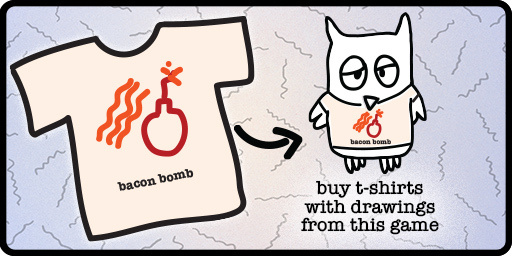 bacon bomb
bacon bomb
buy t-shirts
with drawings
from this game